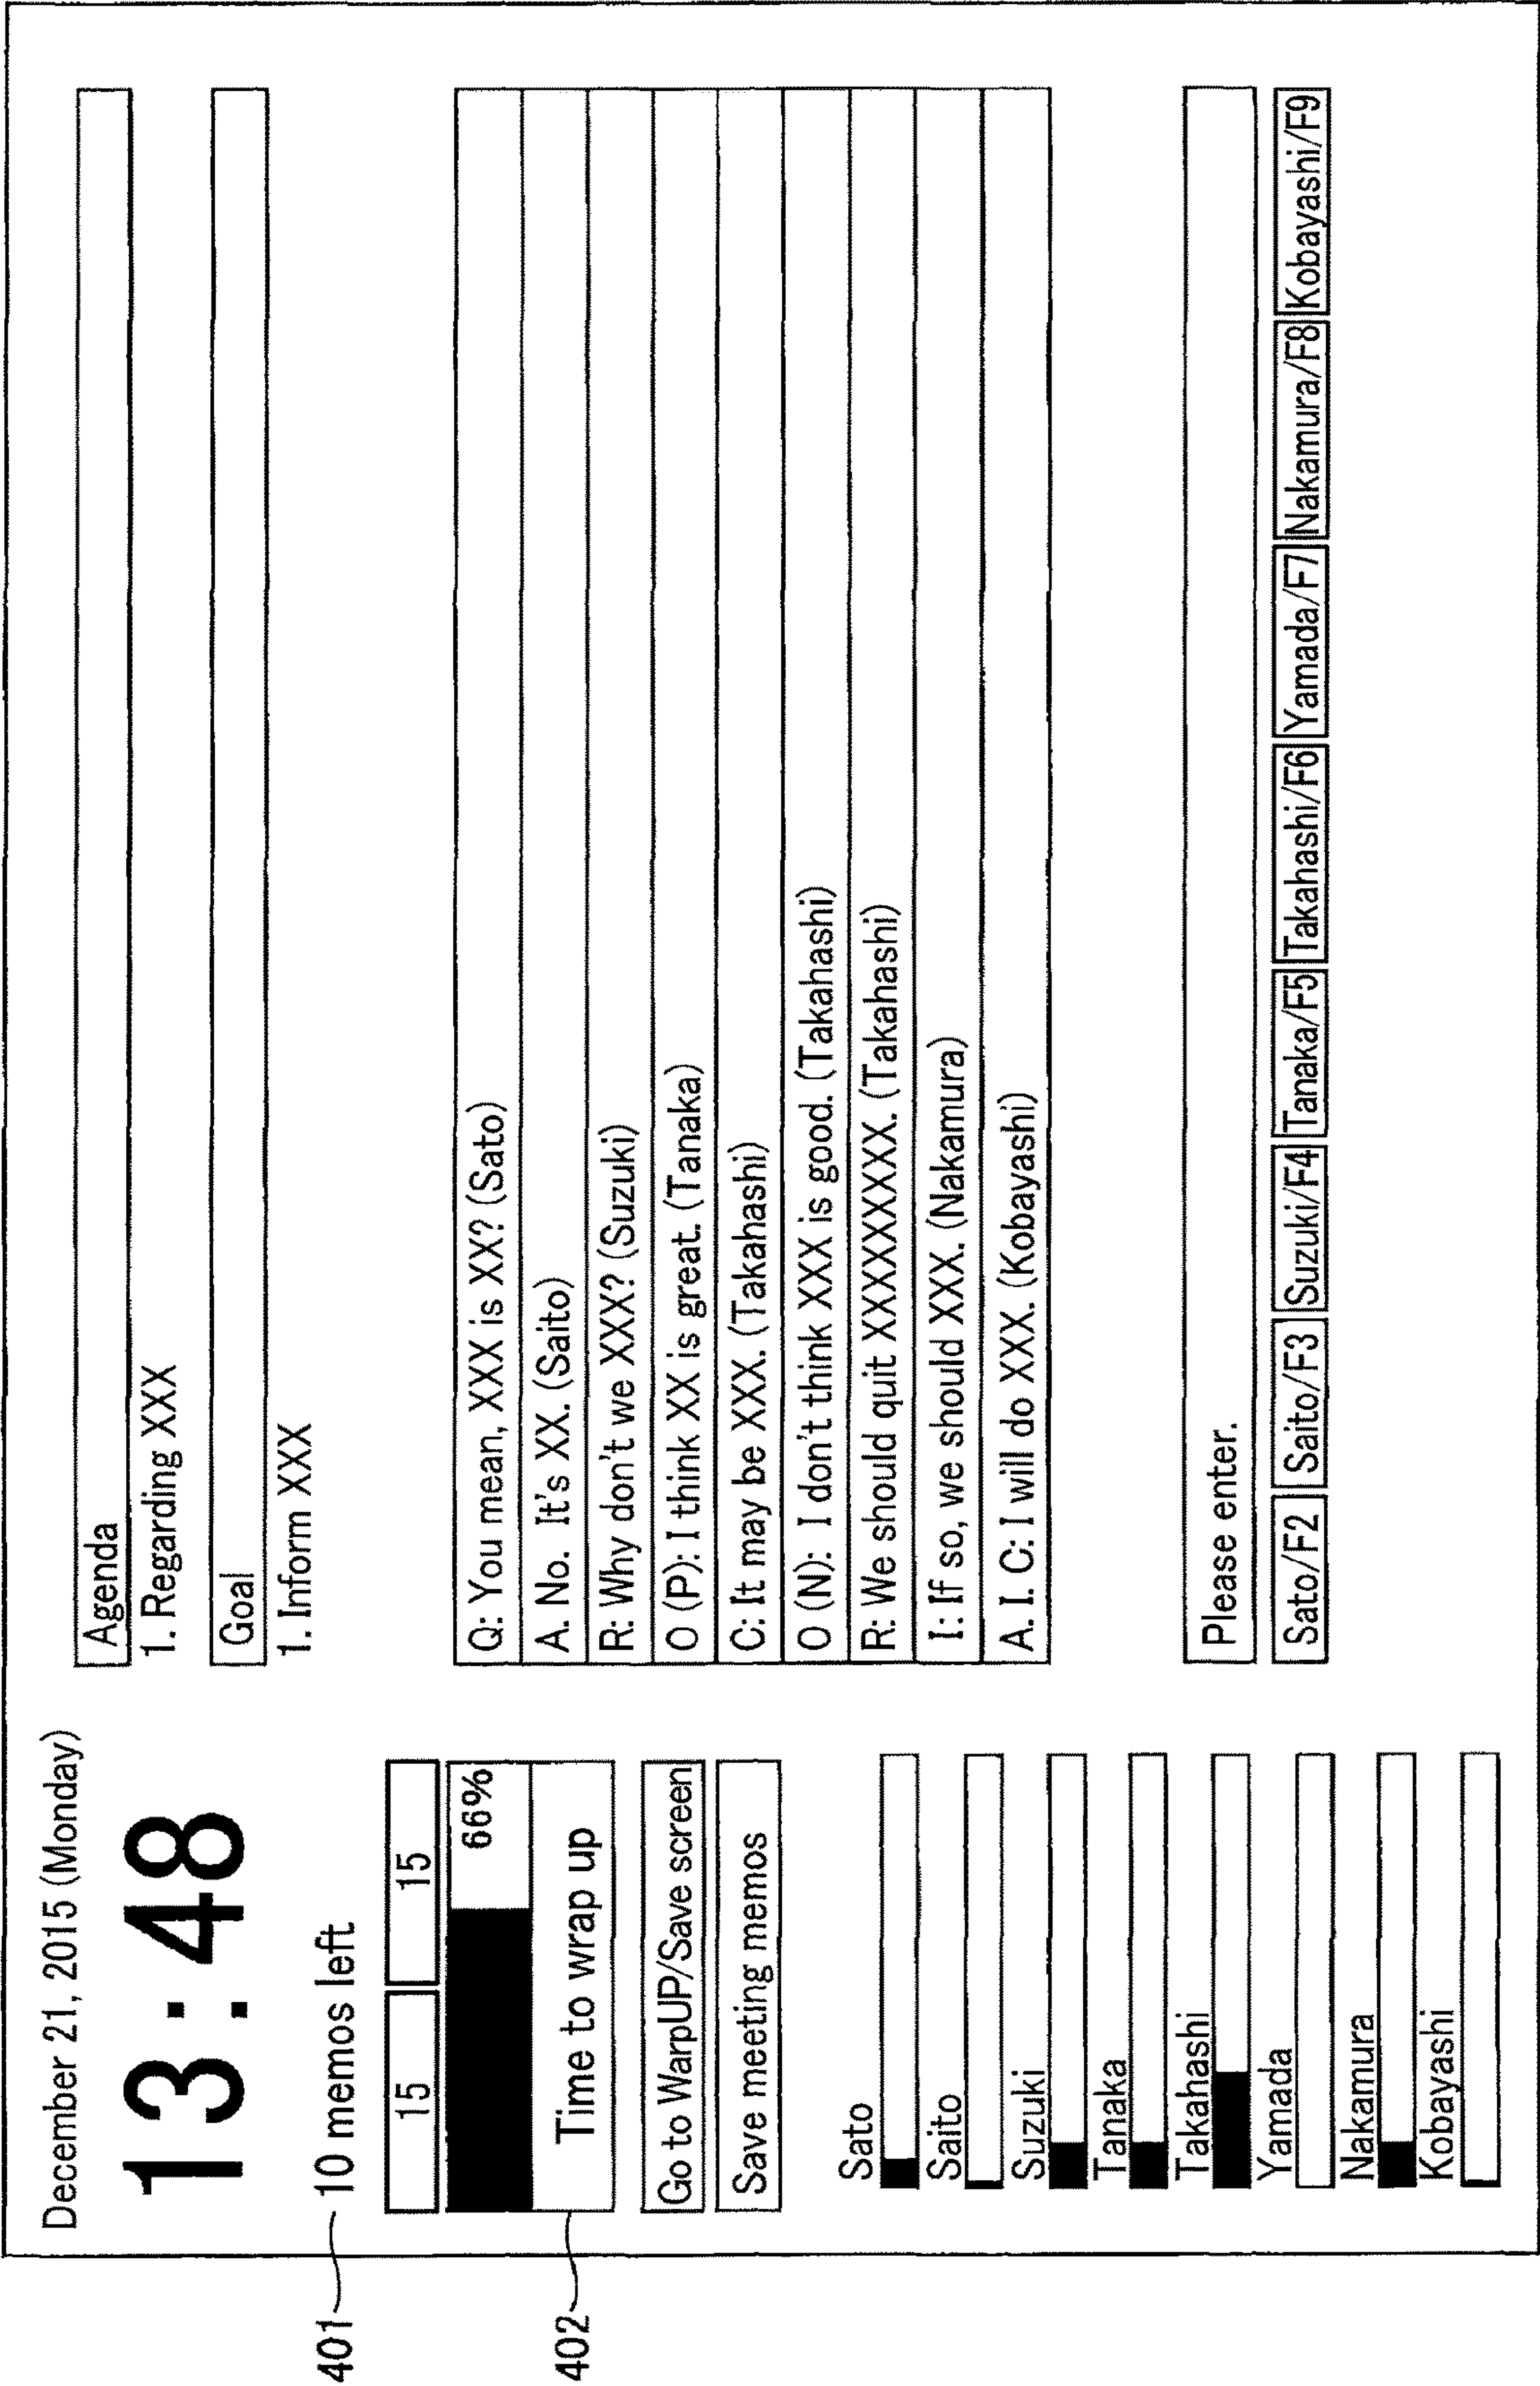 December 21, 2015 (Monday)
13:48
401
10 memos left
15 15
66%
402
Time to wrap up
Go to WarpUP/Save screen
Save meeting memos
Sato
Saito
Suzuki
Tanaka
Takahashi
Yamada
Nakamura
Kobayashi
Agenda
1. Regarding XXX
Goal
1. Inform XXX
Q: You mean, XXX is XX? (Sato)
A. No. It's XX. (Saito)
R: Why don't we XXX? (Suzuki)
O (P): I think XX is great. (Tanaka)
C: It may be XXX. (Takahashi)
O (N): I don't think XXX is good. (Takahashi)
R: We should quit XXXXXXXX. (Takahashi)
I: If so, we should XXX. (Nakamura)
A. I. C: I will do XXX. (Kobayashi)
Please enter.
Sato/F2 Saito/F3 Suzuki/F4 Tanaka/F5 Takahashi/F6 Yamada/F7 Nakamura/F8 Kobayashi/F9